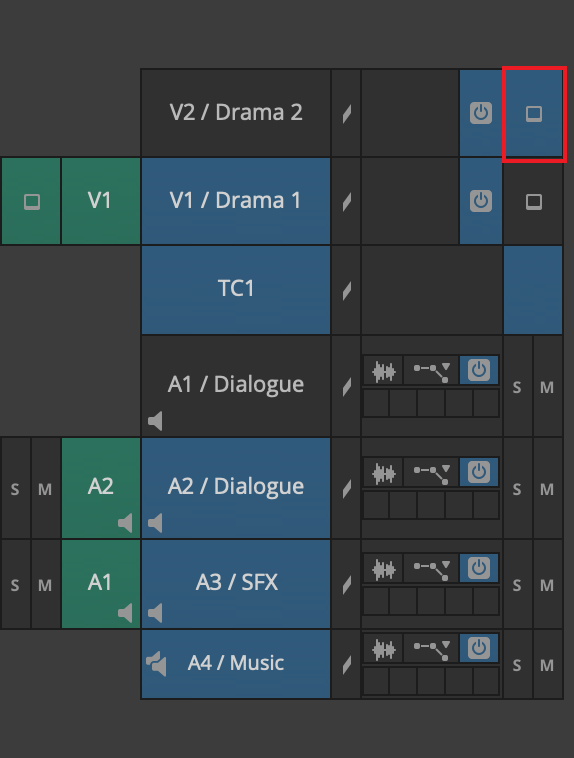 V2 / Drama 2
V1 V1 / Drama 1
TC1
A1 / Dialogue S M
S M A2 A2 / Dialogue S M
S M A1 A3 / SFX S M
A4 / Music S M